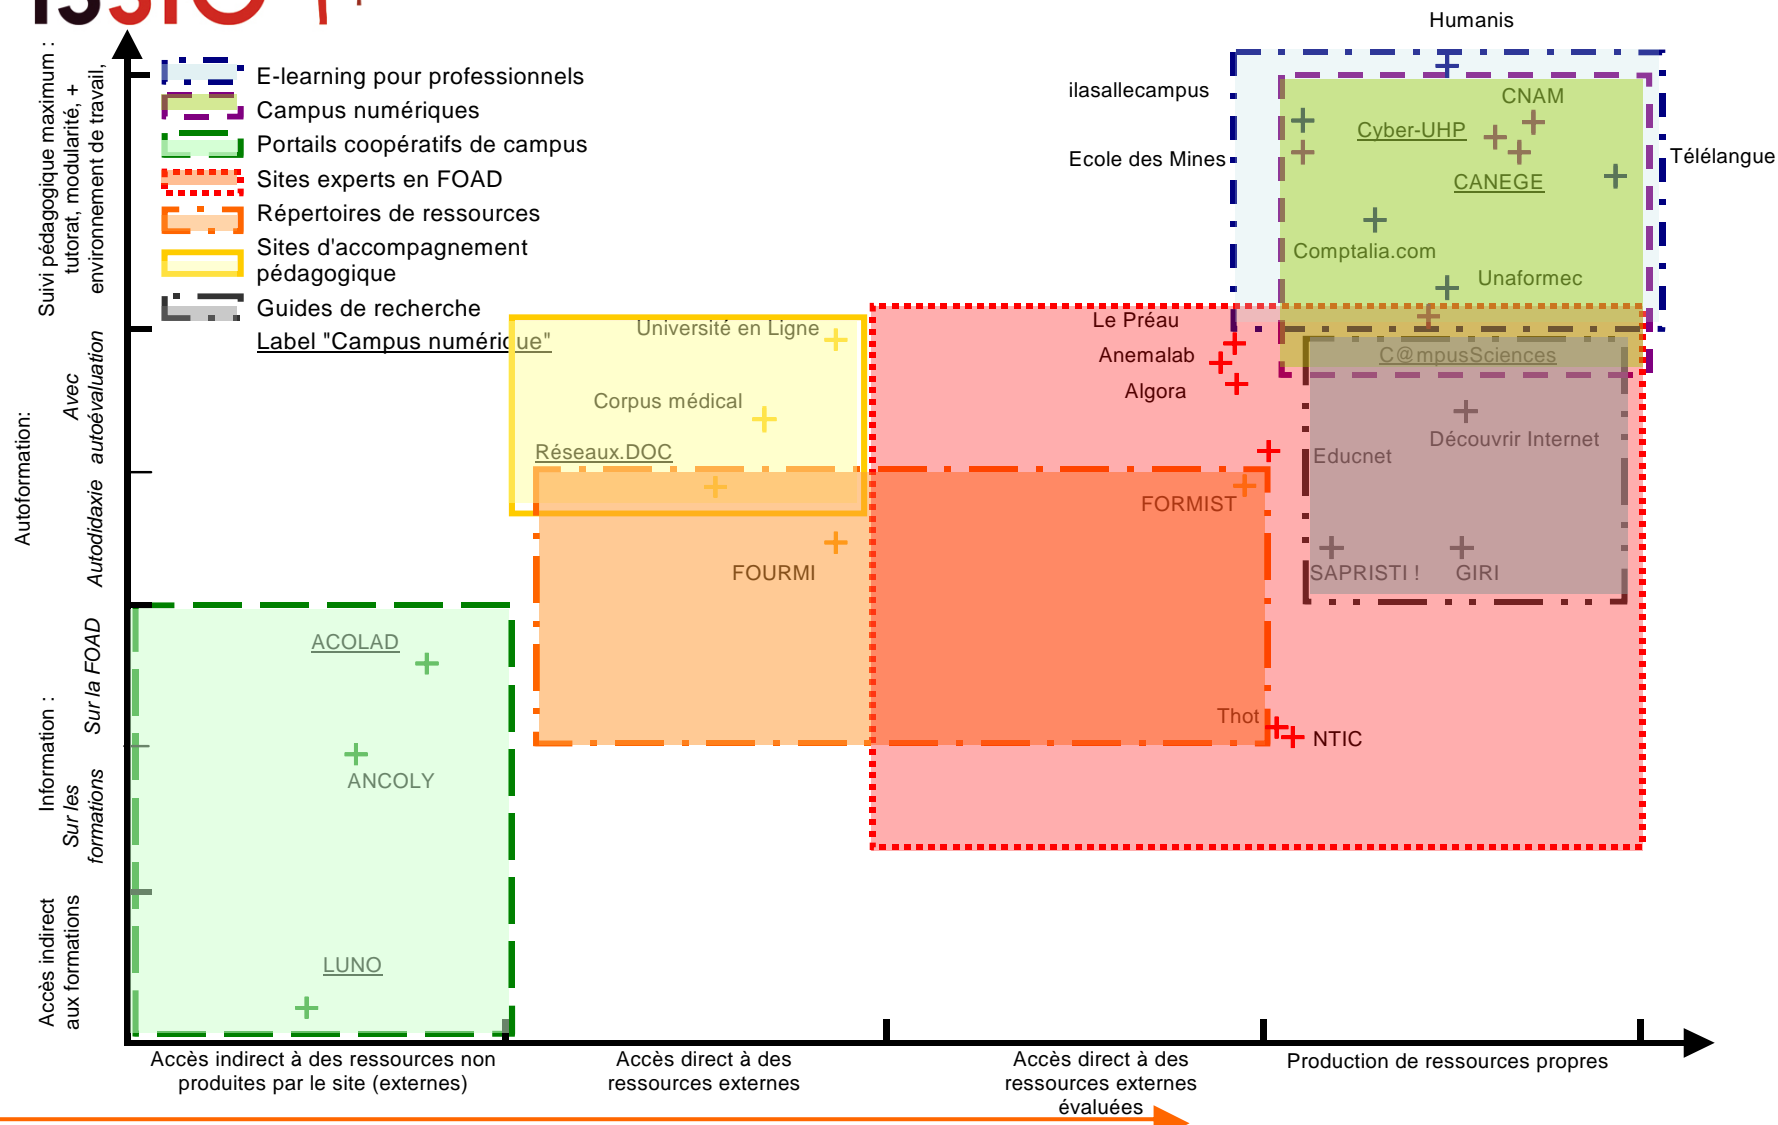 Humanis
E-learning pour professionnels
Campus numériques
Portails coopératifs de campus
Sites experts en FOAD
Répertoires de ressources
Sites d'accompagnement
pédagogique
Guides de recherche
Label "Campus numérique"
Suivi pédagogique maximum :
tutorat, modularité, +
environnement de travail,
Autoformation:
Avec
autoévaluation
Autodidaxie
Information :
Sur la FOAD
Sur les
formations
Accès indirect
aux formations
ilasallecampus
Ecole des Mines
CNAM
Cyber-UHP
CANEGE
Télélangue
Comptalia.com
Unaformec
Le Préau
Anemalab
Algora
C@mpusSciences
Découvrir Internet
Educnet
FORMIST
SAPRISTI !
GIRI
Université en Ligne
Corpus médical
Réseaux.DOC
FOURMI
Thot
NTIC
ACOLAD
ANCOLY
LUNO
Accès indirect à des ressources non
produites par le site (externes)
Accès direct à des
ressources externes
Accès direct à des
ressources externes
évaluées
Production de ressources propres